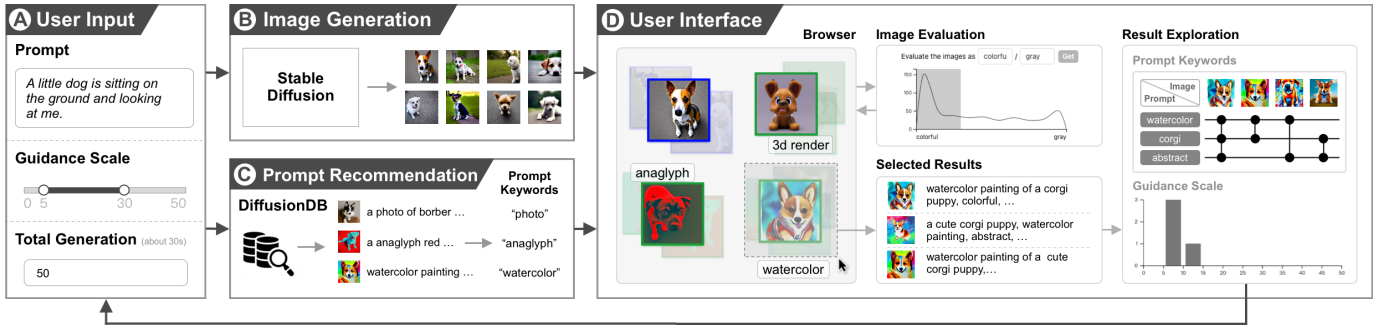 A User Input
Prompt
A little dog is sitting on
the ground and looking
at me.
Guidance Scale
0 5 30 50
Total Generation (about 30s)
50
B Image Generation
Stable
Diffusion
C Prompt Recommendation
Prompt
Keywords
DiffusionDB
a photo of borber ... "photo"
a anaglyph red ... "anaglyph"
watercolor painting ... "watercolor"
D User Interface
Browser
3d render
anaglyph
watercolor
Image Evaluation
Evaluate the images as colorfu / gray Get
150
50
0
colorful gray
Selected Results
watercolor painting of a corgi
puppy, colorful, ...
a cute corgi puppy, watercolor
painting, abstract, ...
watercolor painting of a cute
corgi puppy,...
Result Exploration
Prompt Keywords
Image
Prompt
watercolor
corgi
abstract
Guidance Scale
3
2
1
0
0 5 10 15 20 25 30 35 40 45 50